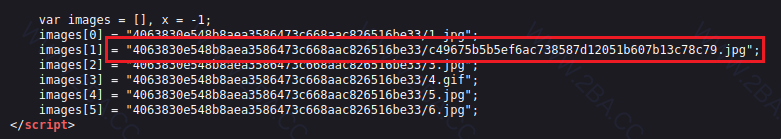 var images = [], x = -1;
images[0] = "4063830e548b8aea3586473c668aac826516be33/1.jpg";
images[1] = "4063830e548b8aea3586473c668aac826516be33/c49675b5b5ef6ac738587d12051b607b13c78c79.jpg";
images[2] = "4063830e548b8aea3586473c668aac826516be33/3.jpg";
images[3] = "4063830e548b8aea3586473c668aac826516be33/4.gif";
images[4] = "4063830e548b8aea3586473c668aac826516be33/5.jpg";
images[5] = "4063830e548b8aea3586473c668aac826516be33/6.jpg";
</script>